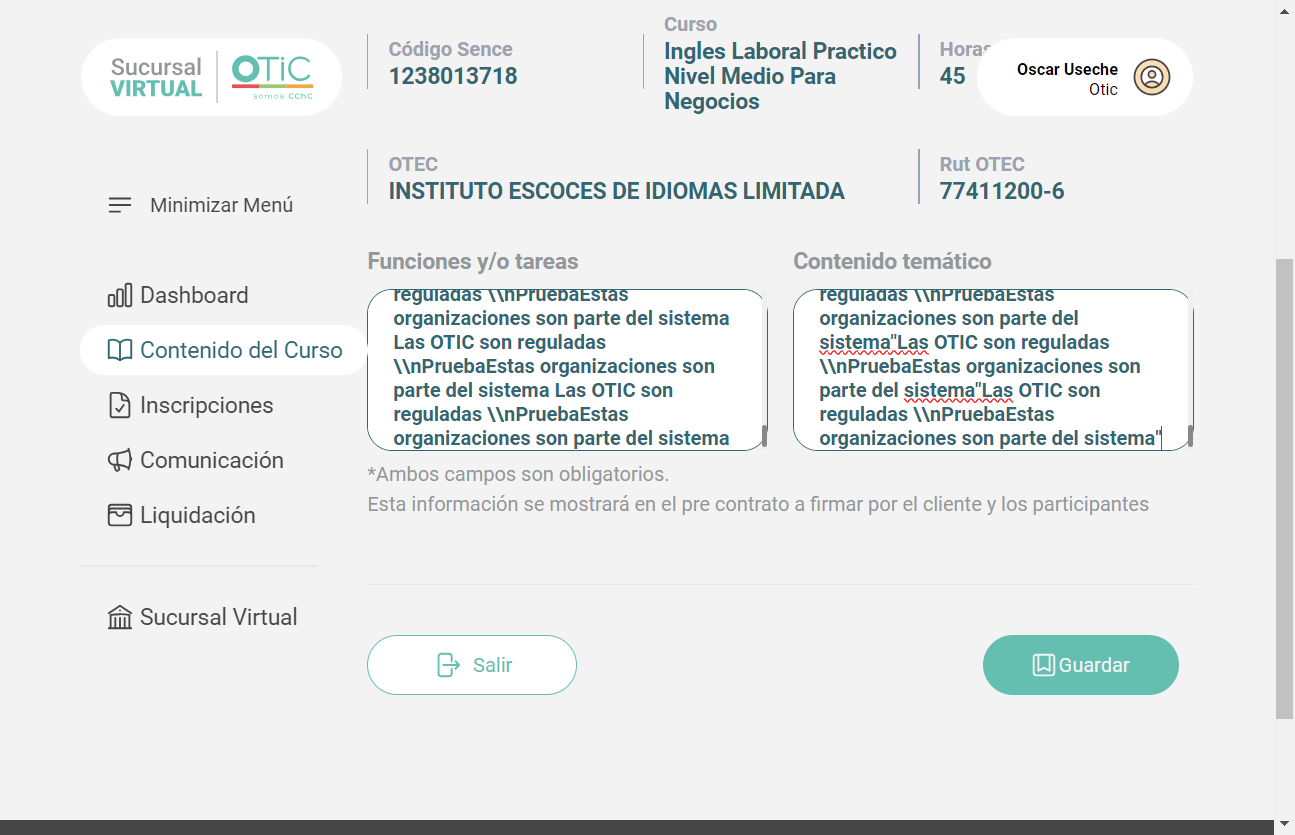 Sucursal
VIRTUAL
OTIC
somos CChC
Código Sence
1238013718
Curso
Ingles Laboral Practico
Nivel Medio Para
Negocios
Horas
45
Oscar Useche
Otic
OTEC
INSTITUTO ESCOCES DE IDIOMAS LIMITADA
Rut OTEC
77411200-6
Minimizar Menú
Dashboard
Contenido del Curso
Inscripciones
Comunicación
Liquidación
Sucursal Virtual
Funciones y/o tareas
reguladas \\nPruebaEstas
organizaciones son parte del sistema
Las OTIC son reguladas
\\nPruebaEstas organizaciones son
parte del sistema Las OTIC son
reguladas \\nPruebaEstas
organizaciones son parte del sistema
Contenido temático
reguladas \\nPruebaEstas
organizaciones son parte del
sistema"Las OTIC son reguladas
\\nPruebaEstas organizaciones son
parte del sistema"Las OTIC son
reguladas \\nPruebaEstas
organizaciones son parte del sistema"
*Ambos campos son obligatorios.
Esta información se mostrará en el pre contrato a firmar por el cliente y los participantes
Salir
Guardar